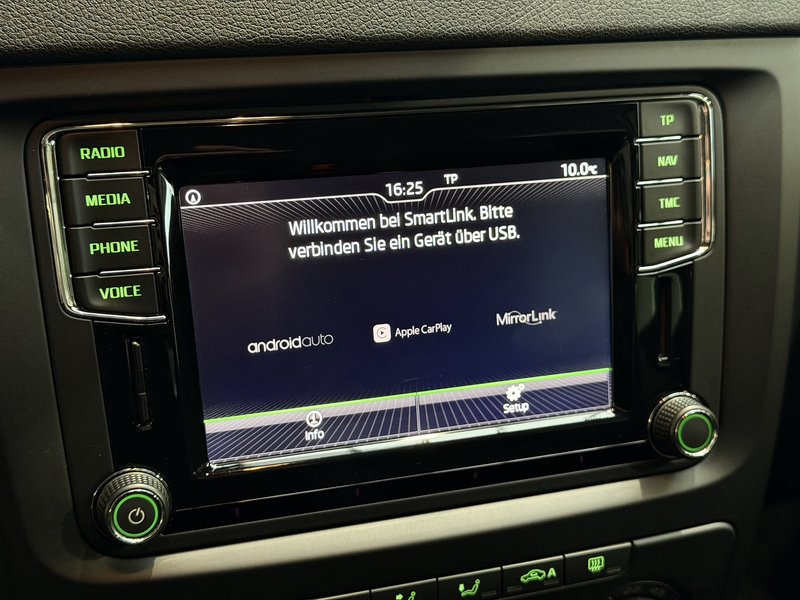 RADIO
MEDIA
PHONE
VOICE
TP
NAV
TMC
MENU
16:25 TP 10.0°C
Willkommen bei SmartLink. Bitte
verbinden Sie ein Gerät über USB.
androidauto Apple CarPlay MirrorLink
Info Setup
A